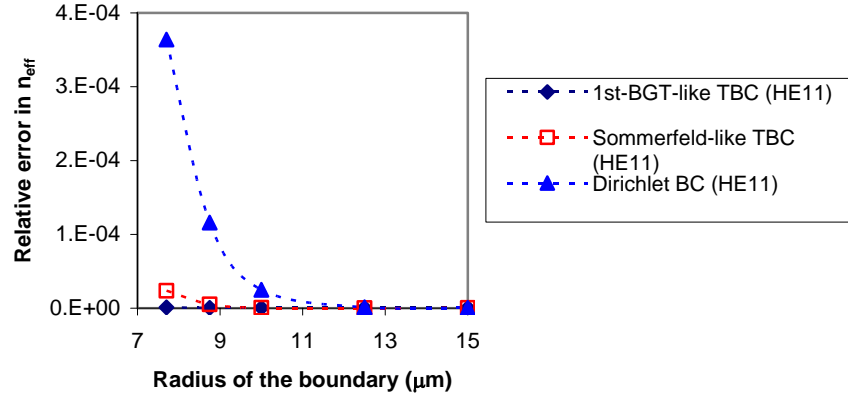 4.E-04
3.E-04
2.E-04
1.E-04
0.E+00
Relative error in neff
7 9 11 13 15
Radius of the boundary (μm)
1st-BGT-like TBC (HE11)
Sommerfeld-like TBC
(HE11)
Dirichlet BC (HE11)